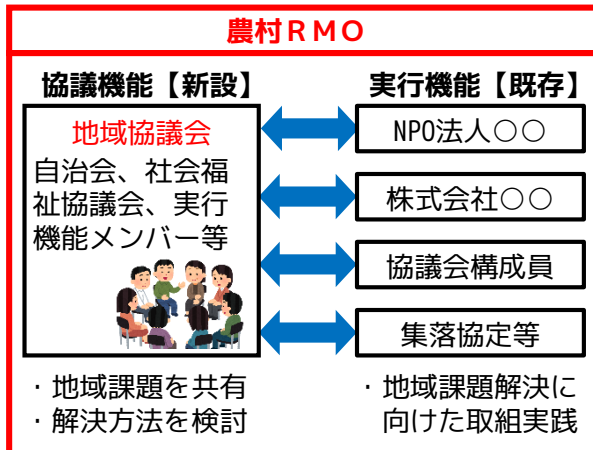 農村RMO
協議機能【新設】
地域協議会
自治会、社会福
祉協議会、実行
機能メンバー等
・地域課題を共有
・解決方法を検討
実行機能【既存】
NPO法人○○
株式会社○○
協議会構成員
集落協定等
・地域課題解決に
向けた取組実践